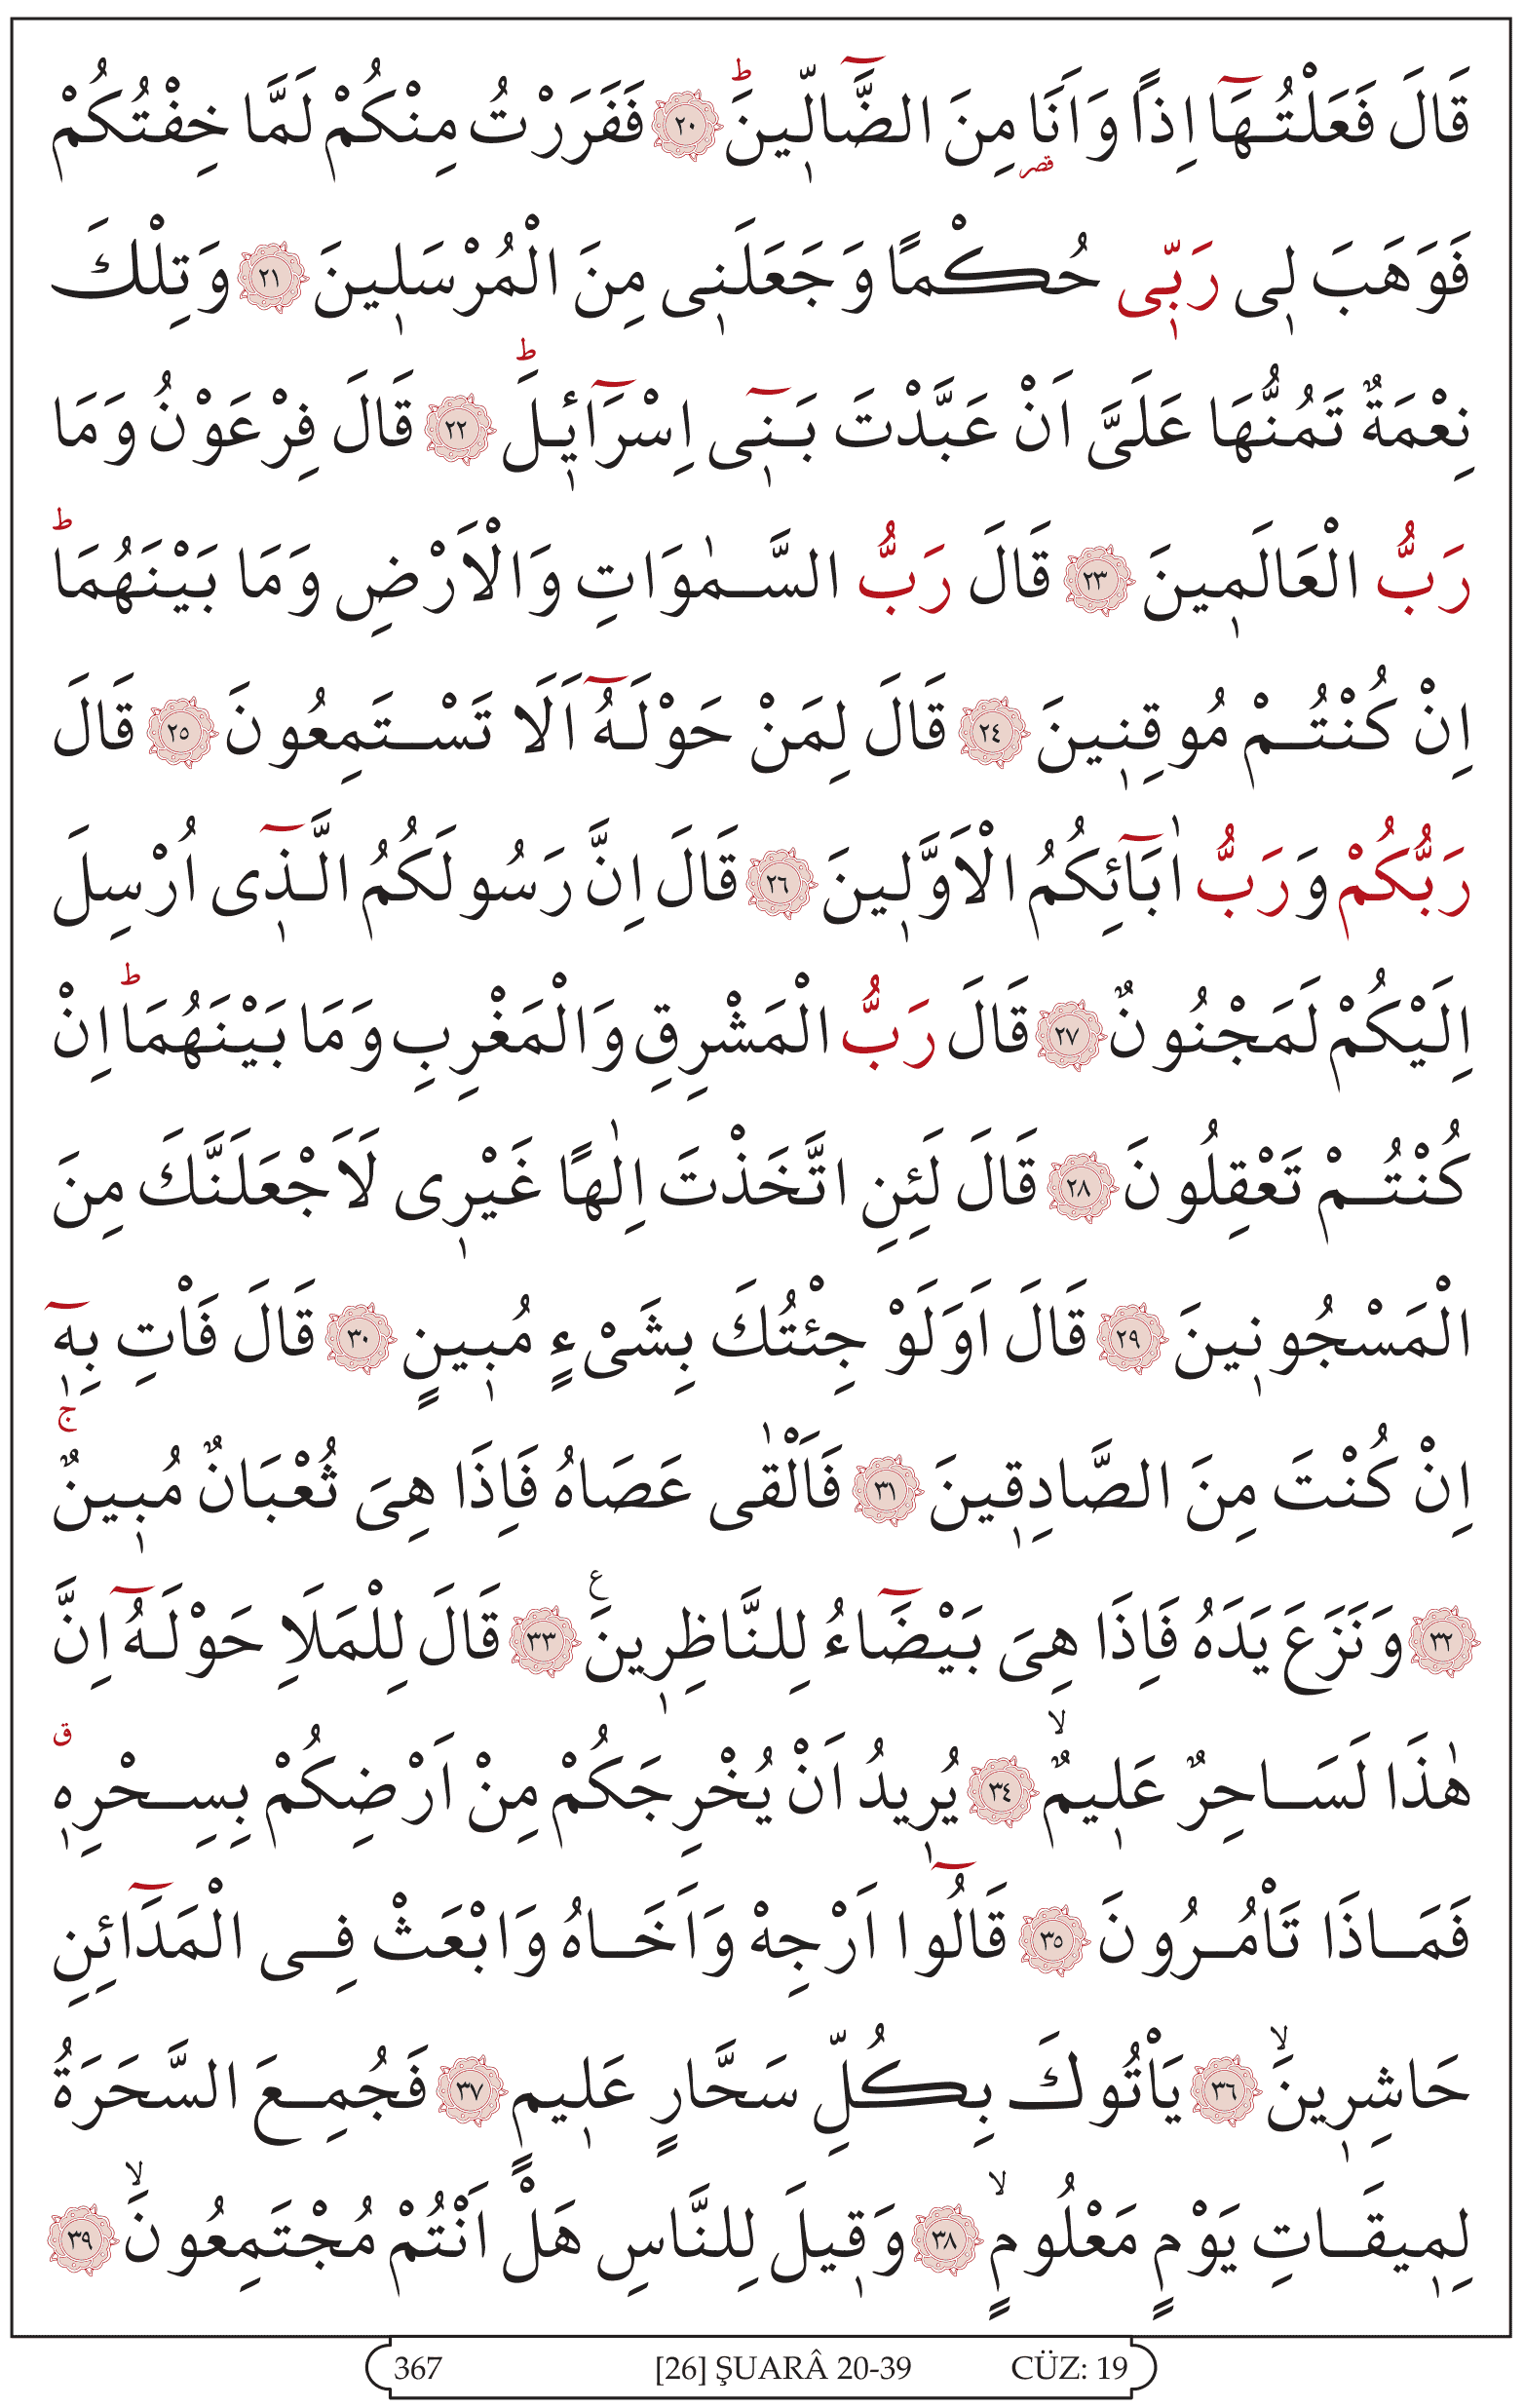 قَالَ فَعَلْتُهَٓا اِذًا وَاَنَا۬ مِنَ الضَّٓالّ۪ينَۜ ﴿٢٠﴾ فَفَرَرْتُ مِنْكُمْ لَمَّا خِفْتُكُمْ
فَوَهَبَ ل۪ى رَبّ۪ى حُكْمًا وَجَعَلَن۪ى مِنَ الْمُرْسَل۪ينَ ﴿٢١﴾ وَتِلْكَ
نِعْمَةٌ تَمُنُّهَا عَلَىَّ اَنْ عَبَّدْتَ بَن۪ٓى اِسْرَٓائ۪لَۜ ﴿٢٢﴾ قَالَ فِرْعَوْنُ وَمَا
رَبُّ الْعَالَم۪ينَ ﴿٢٣﴾ قَالَ رَبُّ السَّمٰوَاتِ وَالْاَرْضِ وَمَا بَيْنَهُمَاۜ
اِنْ كُنْتُمْ مُوقِن۪ينَ ﴿٢٤﴾ قَالَ لِمَنْ حَوْلَهُٓ اَلَا تَسْتَمِعُونَ ﴿٢٥﴾ قَالَ
رَبُّكُمْ وَرَبُّ اٰبَٓائِكُمُ الْاَوَّل۪ينَ ﴿٢٦﴾ قَالَ اِنَّ رَسُولَكُمُ الَّذ۪ٓى اُرْسِلَ
اِلَيْكُمْ لَمَجْنُونٌ ﴿٢٧﴾ قَالَ رَبُّ الْمَشْرِقِ وَالْمَغْرِبِ وَمَا بَيْنَهُمَاۜ اِنْ
كُنْتُمْ تَعْقِلُونَ ﴿٢٨﴾ قَالَ لَئِنِ اتَّخَذْتَ اِلٰهًا غَيْر۪ى لَاَجْعَلَنَّكَ مِنَ
الْمَسْجُون۪ينَ ﴿٢٩﴾ قَالَ اَوَلَوْ جِئْتُكَ بِشَىْءٍ مُب۪ينٍ ﴿٣٠﴾ قَالَ فَاْتِ بِه۪ٓ
اِنْ كُنْتَ مِنَ الصَّادِق۪ينَ ﴿٣١﴾ فَاَلْقٰى عَصَاهُ فَاِذَا هِىَ ثُعْبَانٌ مُب۪ينٌۚ
﴿٣٢﴾ وَنَزَعَ يَدَهُ فَاِذَا هِىَ بَيْضَٓاءُ لِلنَّاظِر۪ينَ ع ﴿٣٣﴾ قَالَ لِلْمَلَاِ حَوْلَهُٓ اِنَّ
هٰذَا لَسَاحِرٌ عَل۪يمٌۙ ﴿٣٤﴾ يُر۪يدُ اَنْ يُخْرِجَكُمْ مِنْ اَرْضِكُمْ بِسِحْرِه۪ۗ
فَمَاذَا تَاْمُرُونَ ﴿٣٥﴾ قَالُٓوا اَرْجِهْ وَاَخَاهُ وَابْعَثْ فِى الْمَدَٓائِنِ
حَاشِر۪ينَۙ ﴿٣٦﴾ يَاْتُوكَ بِكُلِّ سَحَّارٍ عَل۪يمٍ ﴿٣٧﴾ فَجُمِعَ السَّحَرَةُ
لِم۪يقَاتِ يَوْمٍ مَعْلُومٍۙ ﴿٣٨﴾ وَق۪يلَ لِلنَّاسِ هَلْ اَنْتُمْ مُجْتَمِعُونَۙ ﴿٣٩﴾
367 [26] ŞUARÂ 20-39 CÜZ: 19